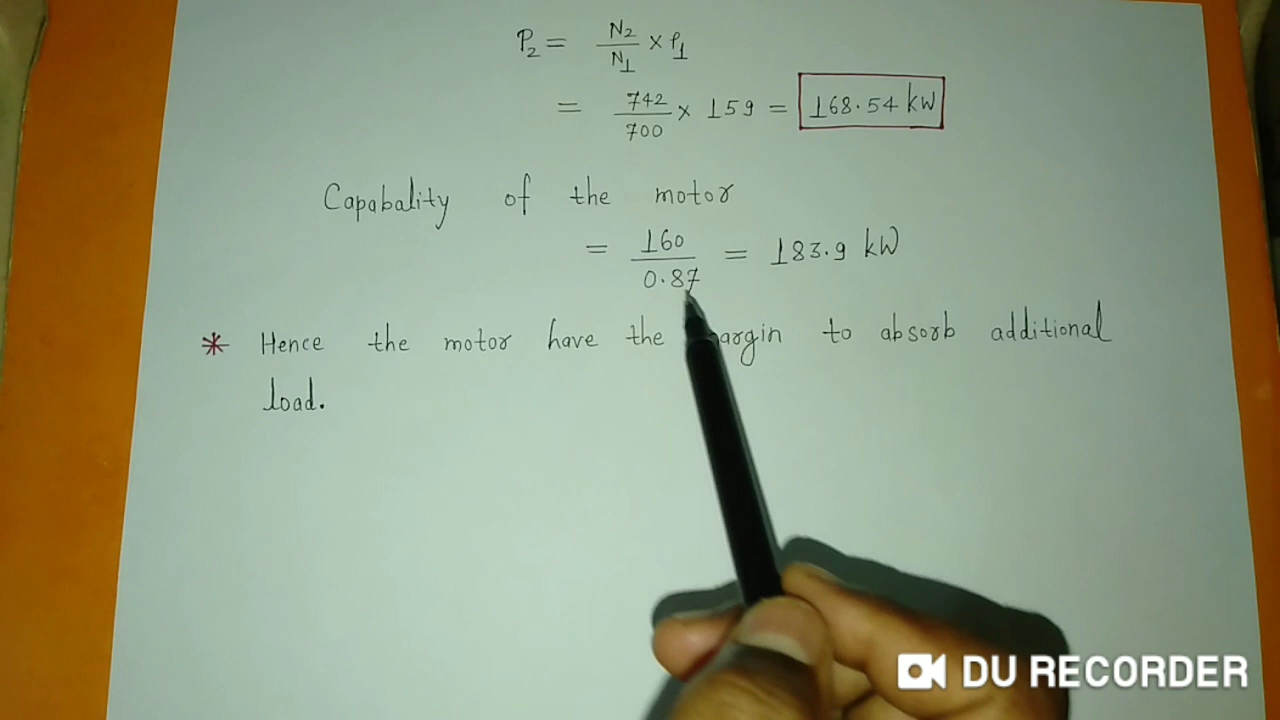 P₂ = N₂/N₁ × P₁
= 742/700 × 159 = 168.54 kW
Capabality of the motor
= 160/0.87 = 183.9 kW
* Hence the motor have the margin to absorb additional
load.
DU RECORDER